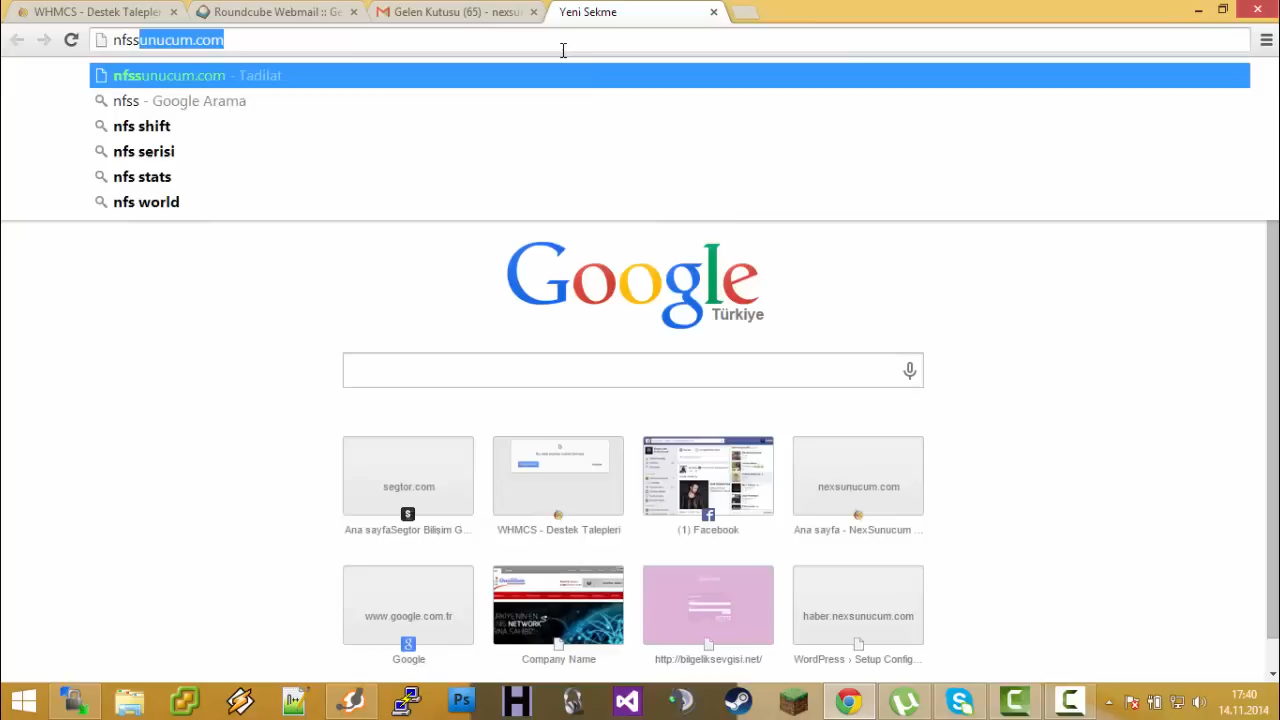 WHMCS - Destek Talepler
Roundcube Webmail :: Ge
Gelen Kutusu (65) - nexsu
Yeni Sekme
nfssunucum.com
nfssunucum.com - Tadilat...
nfss - Google Arama
nfs shift
nfs serisi
nfs stats
nfs world
Google
Türkiye
segtor.com
nexsunucum.com
Ana sayfaSegtor Bilişim G...
WHMCS - Destek Talepleri
(1) Facebook
Ana sayfa - NexSunucum ...
www.google.com.tr
haber.nexsunucum.com
Google
Company Name
http://bilgeliksevgisi.net/
WordPress › Setup Config...
17:40
14.11.2014